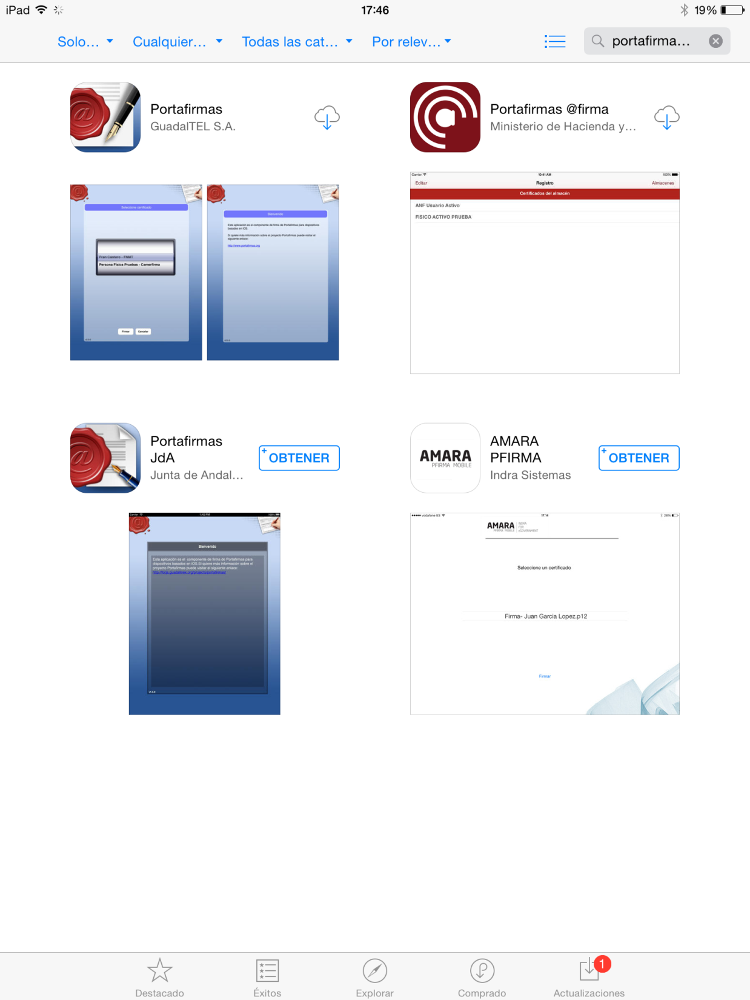 iPad 17:46 19%
Solo... Cualquier... Todas las cat... Por relev... portafirma...
Portafirmas
GuadalTEL S.A.
Portafirmas @firma
Ministerio de Hacienda y...
Seleccione certificado
Fran Cantero - FNMT
Persona Física Pruebas - Camerfirma
Firmar Cancelar
Bienvenido
Esta aplicación es el componente de firma de Portafirmas para dispositivos
basados en iOS.
Si quiere más información sobre el proyecto Portafirmas puede visitar el
siguiente enlace:
http://www.portafirmas.org
Carrier 10:41 AM 100%
Editar Registro Almacenes
Certificados del almacén
ANF Usuario Activo
FISICO ACTIVO PRUEBA
Portafirmas
JdA
Junta de Andal...
+ OBTENER
AMARA
PFIRMA MOBILE
AMARA
PFIRMA
Indra Sistemas
+ OBTENER
Carrier 1:42 PM 100%
Bienvenido
Esta aplicación es el componente de firma de Portafirmas para
dispositivos basados en iOS.Si quiere más información sobre el
proyecto Portafirmas puede visitar el siguiente enlace:
http://forja.guadalinex.org/projects/portafirmas/
v1.0.0
vodafone ES 17:14 28%
AMARA
PFIRMA MOBILE
INDRA
FOR
eGOVERNMENT
Seleccione un certificado
Firma- Juan Garcia Lopez.p12
Firmar
1
Destacado Éxitos Explorar Comprado Actualizaciones